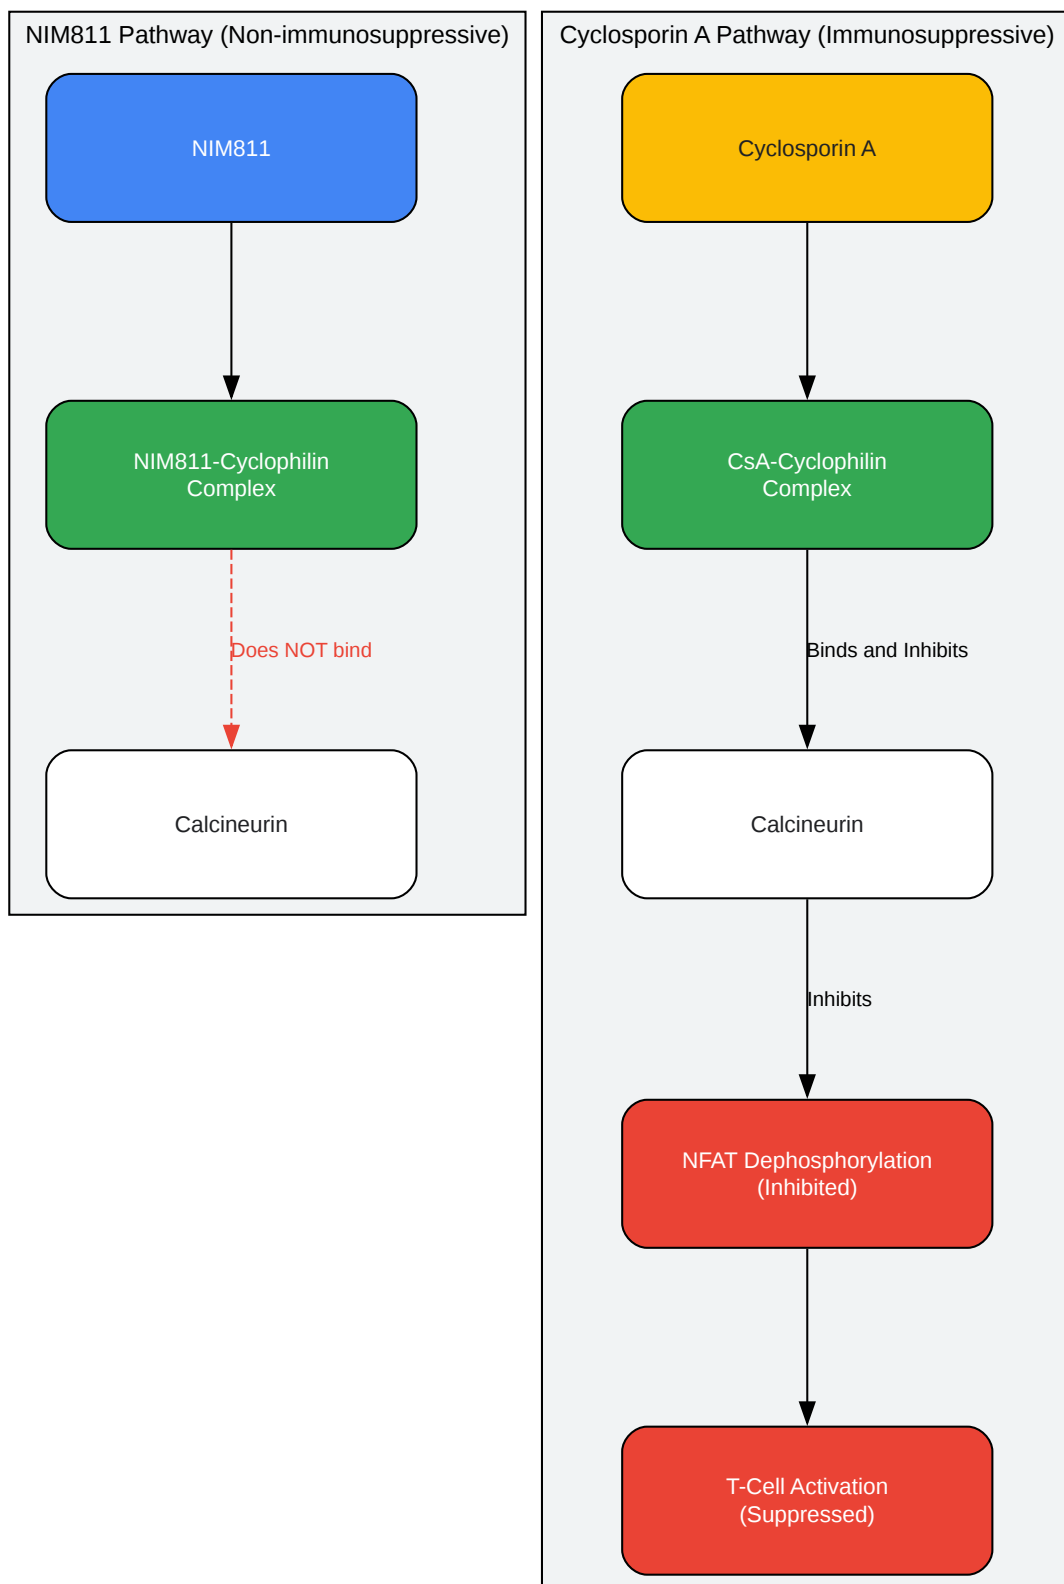 NIM811 Pathway (Non-immunosuppressive)
NIM811
NIM811-Cyclophilin
Complex
Does NOT bind
Calcineurin
Cyclosporin A Pathway (Immunosuppressive)
Cyclosporin A
CsA-Cyclophilin
Complex
Binds and Inhibits
Calcineurin
Inhibits
NFAT Dephosphorylation
(Inhibited)
T-Cell Activation
(Suppressed)